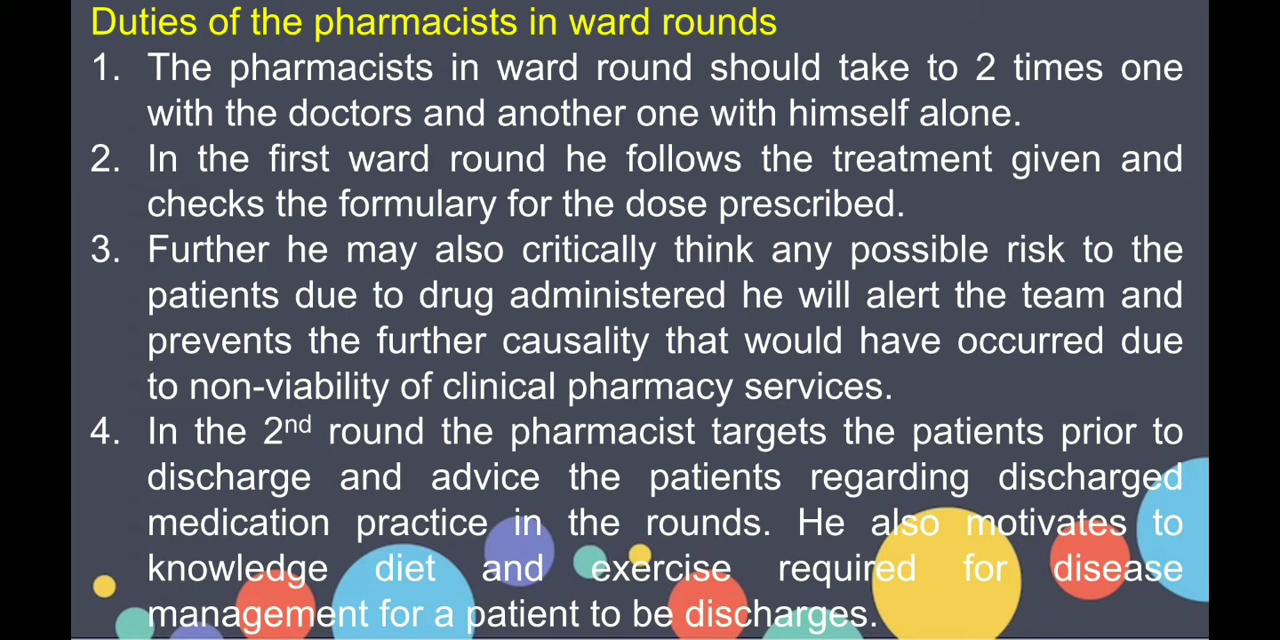 Duties of the pharmacists in ward rounds
1. The pharmacists in ward round should take to 2 times one
with the doctors and another one with himself alone.
2. In the first ward round he follows the treatment given and
checks the formulary for the dose prescribed.
3. Further he may also critically think any possible risk to the
patients due to drug administered he will alert the team and
prevents the further causality that would have occurred due
to non-viability of clinical pharmacy services.
4. In the 2nd round the pharmacist targets the patients prior to
discharge and advice the patients regarding discharged
medication practice in the rounds. He also motivates to
knowledge diet and exercise required for disease
management for a patient to be discharges.